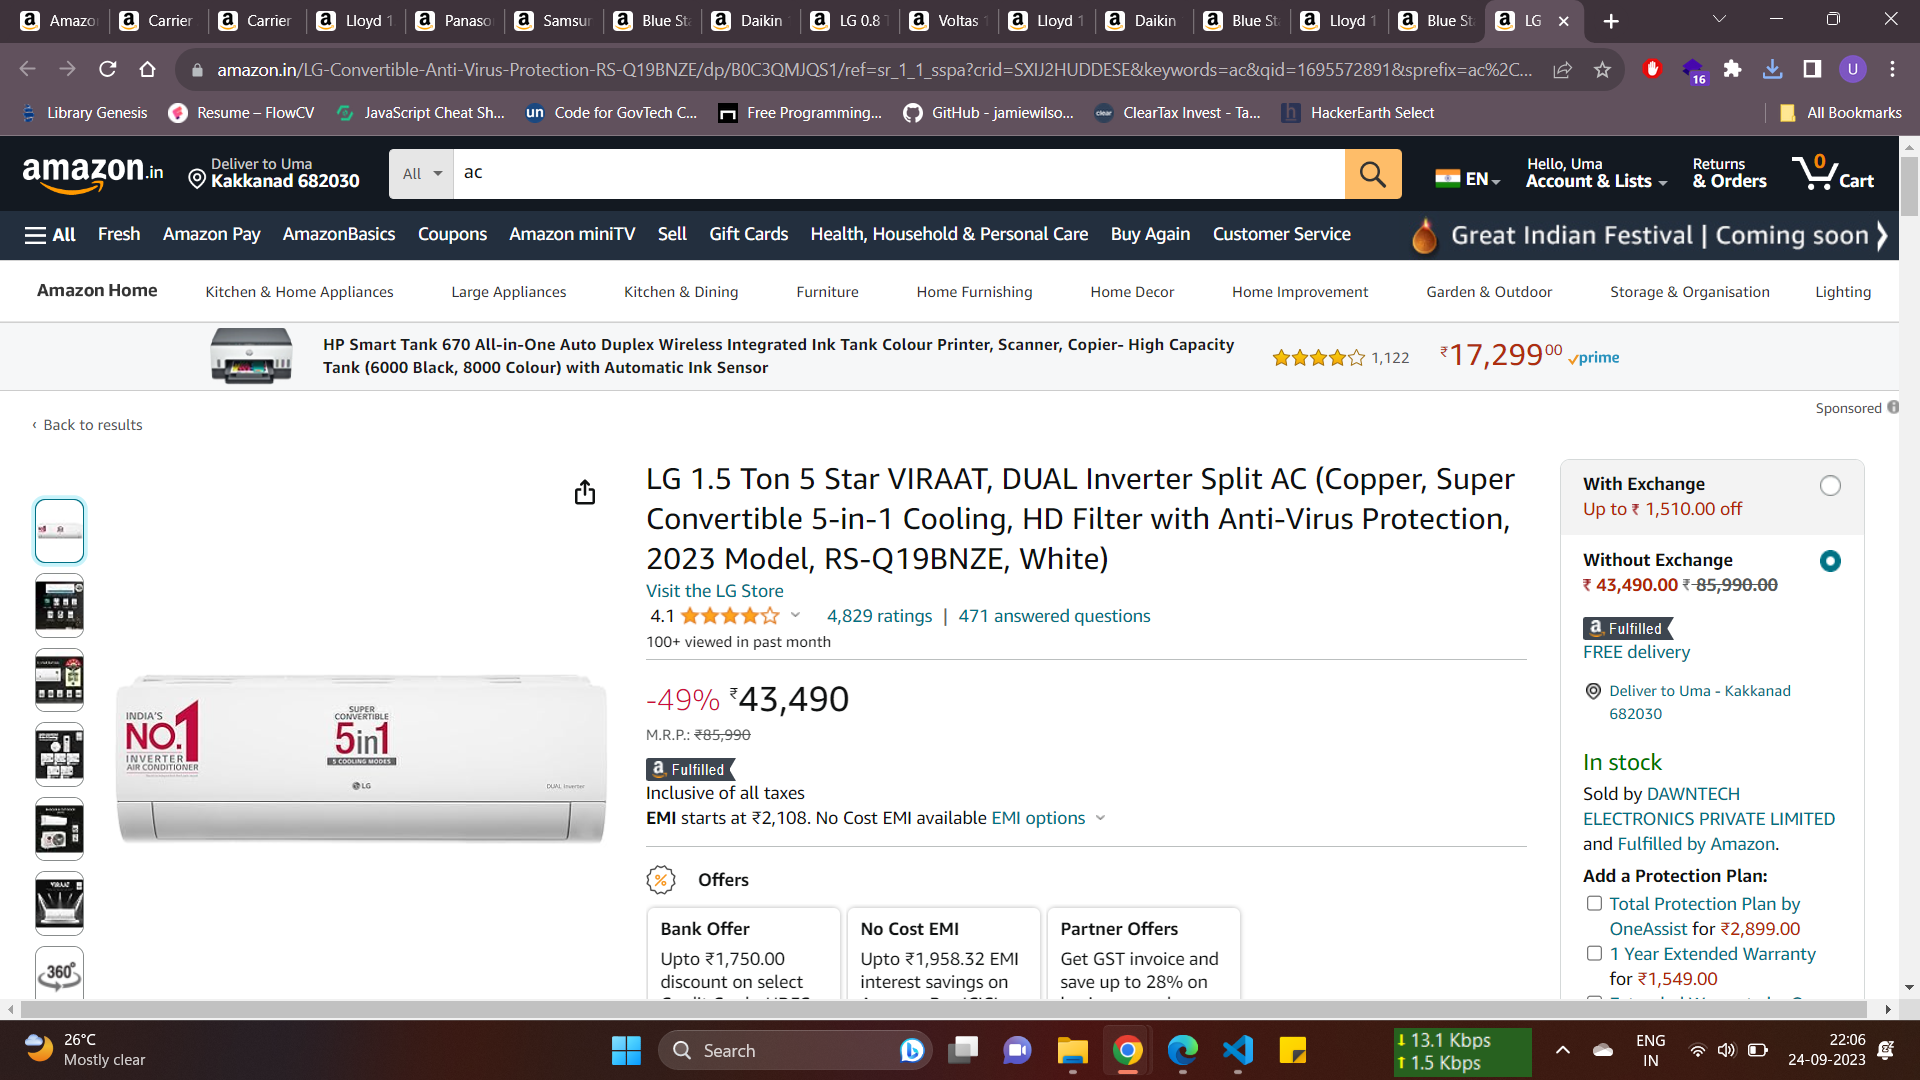 Amazo
Carrier
Carrier
Lloyd 1
Panaso
Samsu
Blue Sta
Daikin
LG 0.8 T
Voltas 1
Lloyd 1
Daikin
Blue Sta
Lloyd 1
Blue Sta
LG
amazon.in/LG-Convertible-Anti-Virus-Protection-RS-Q19BNZE/dp/B0C3QMJQS1/ref=sr_1_1_sspa?crid=SXIJ2HUDDESE&keywords=ac&qid=1695572891&sprefix=ac%2C...
16
U
Library Genesis
Resume – FlowCV
JavaScript Cheat Sh...
un
Code for GovTech C...
Free Programming...
GitHub - jamiewilso...
clear
ClearTax Invest - Ta...
h
HackerEarth Select
All Bookmarks
amazon.in
Deliver to Uma
Kakkanad 682030
All
ac
EN
Hello, Uma
Account & Lists
Returns
& Orders
0
Cart
All
Fresh
Amazon Pay
AmazonBasics
Coupons
Amazon miniTV
Sell
Gift Cards
Health, Household & Personal Care
Buy Again
Customer Service
Great Indian Festival | Coming soon
Amazon Home
Kitchen & Home Appliances
Large Appliances
Kitchen & Dining
Furniture
Home Furnishing
Home Decor
Home Improvement
Garden & Outdoor
Storage & Organisation
Lighting
HP Smart Tank 670 All-in-One Auto Duplex Wireless Integrated Ink Tank Colour Printer, Scanner, Copier- High Capacity
Tank (6000 Black, 8000 Colour) with Automatic Ink Sensor
1,122
₹17,29900
prime
Sponsored
‹ Back to results
LG 1.5 Ton 5 Star VIRAAT, DUAL Inverter Split AC (Copper, Super
Convertible 5-in-1 Cooling, HD Filter with Anti-Virus Protection,
2023 Model, RS-Q19BNZE, White)
Visit the LG Store
4.1
4,829 ratings | 471 answered questions
100+ viewed in past month
-49% ₹43,490
M.R.P.: ₹85,990
Fulfilled
Inclusive of all taxes
EMI starts at ₹2,108. No Cost EMI available EMI options
Offers
Bank Offer
Upto ₹1,750.00
discount on select
No Cost EMI
Upto ₹1,958.32 EMI
interest savings on
Partner Offers
Get GST invoice and
save up to 28% on
INDIA'S
NO.1
INVERTER
AIR CONDITIONER
SUPER
CONVERTIBLE
5in1
5 COOLING MODES
LG
DUAL Inverter
VIRAAT
360°
With Exchange
Up to ₹ 1,510.00 off
Without Exchange
₹ 43,490.00 ₹ 85,990.00
Fulfilled
FREE delivery
Deliver to Uma - Kakkanad
682030
In stock
Sold by DAWNTECH
ELECTRONICS PRIVATE LIMITED
and Fulfilled by Amazon.
Add a Protection Plan:
Total Protection Plan by
OneAssist for ₹2,899.00
1 Year Extended Warranty
for ₹1,549.00
26°C
Mostly clear
Search
13.1 Kbps
1.5 Kbps
ENG
IN
22:06
24-09-2023